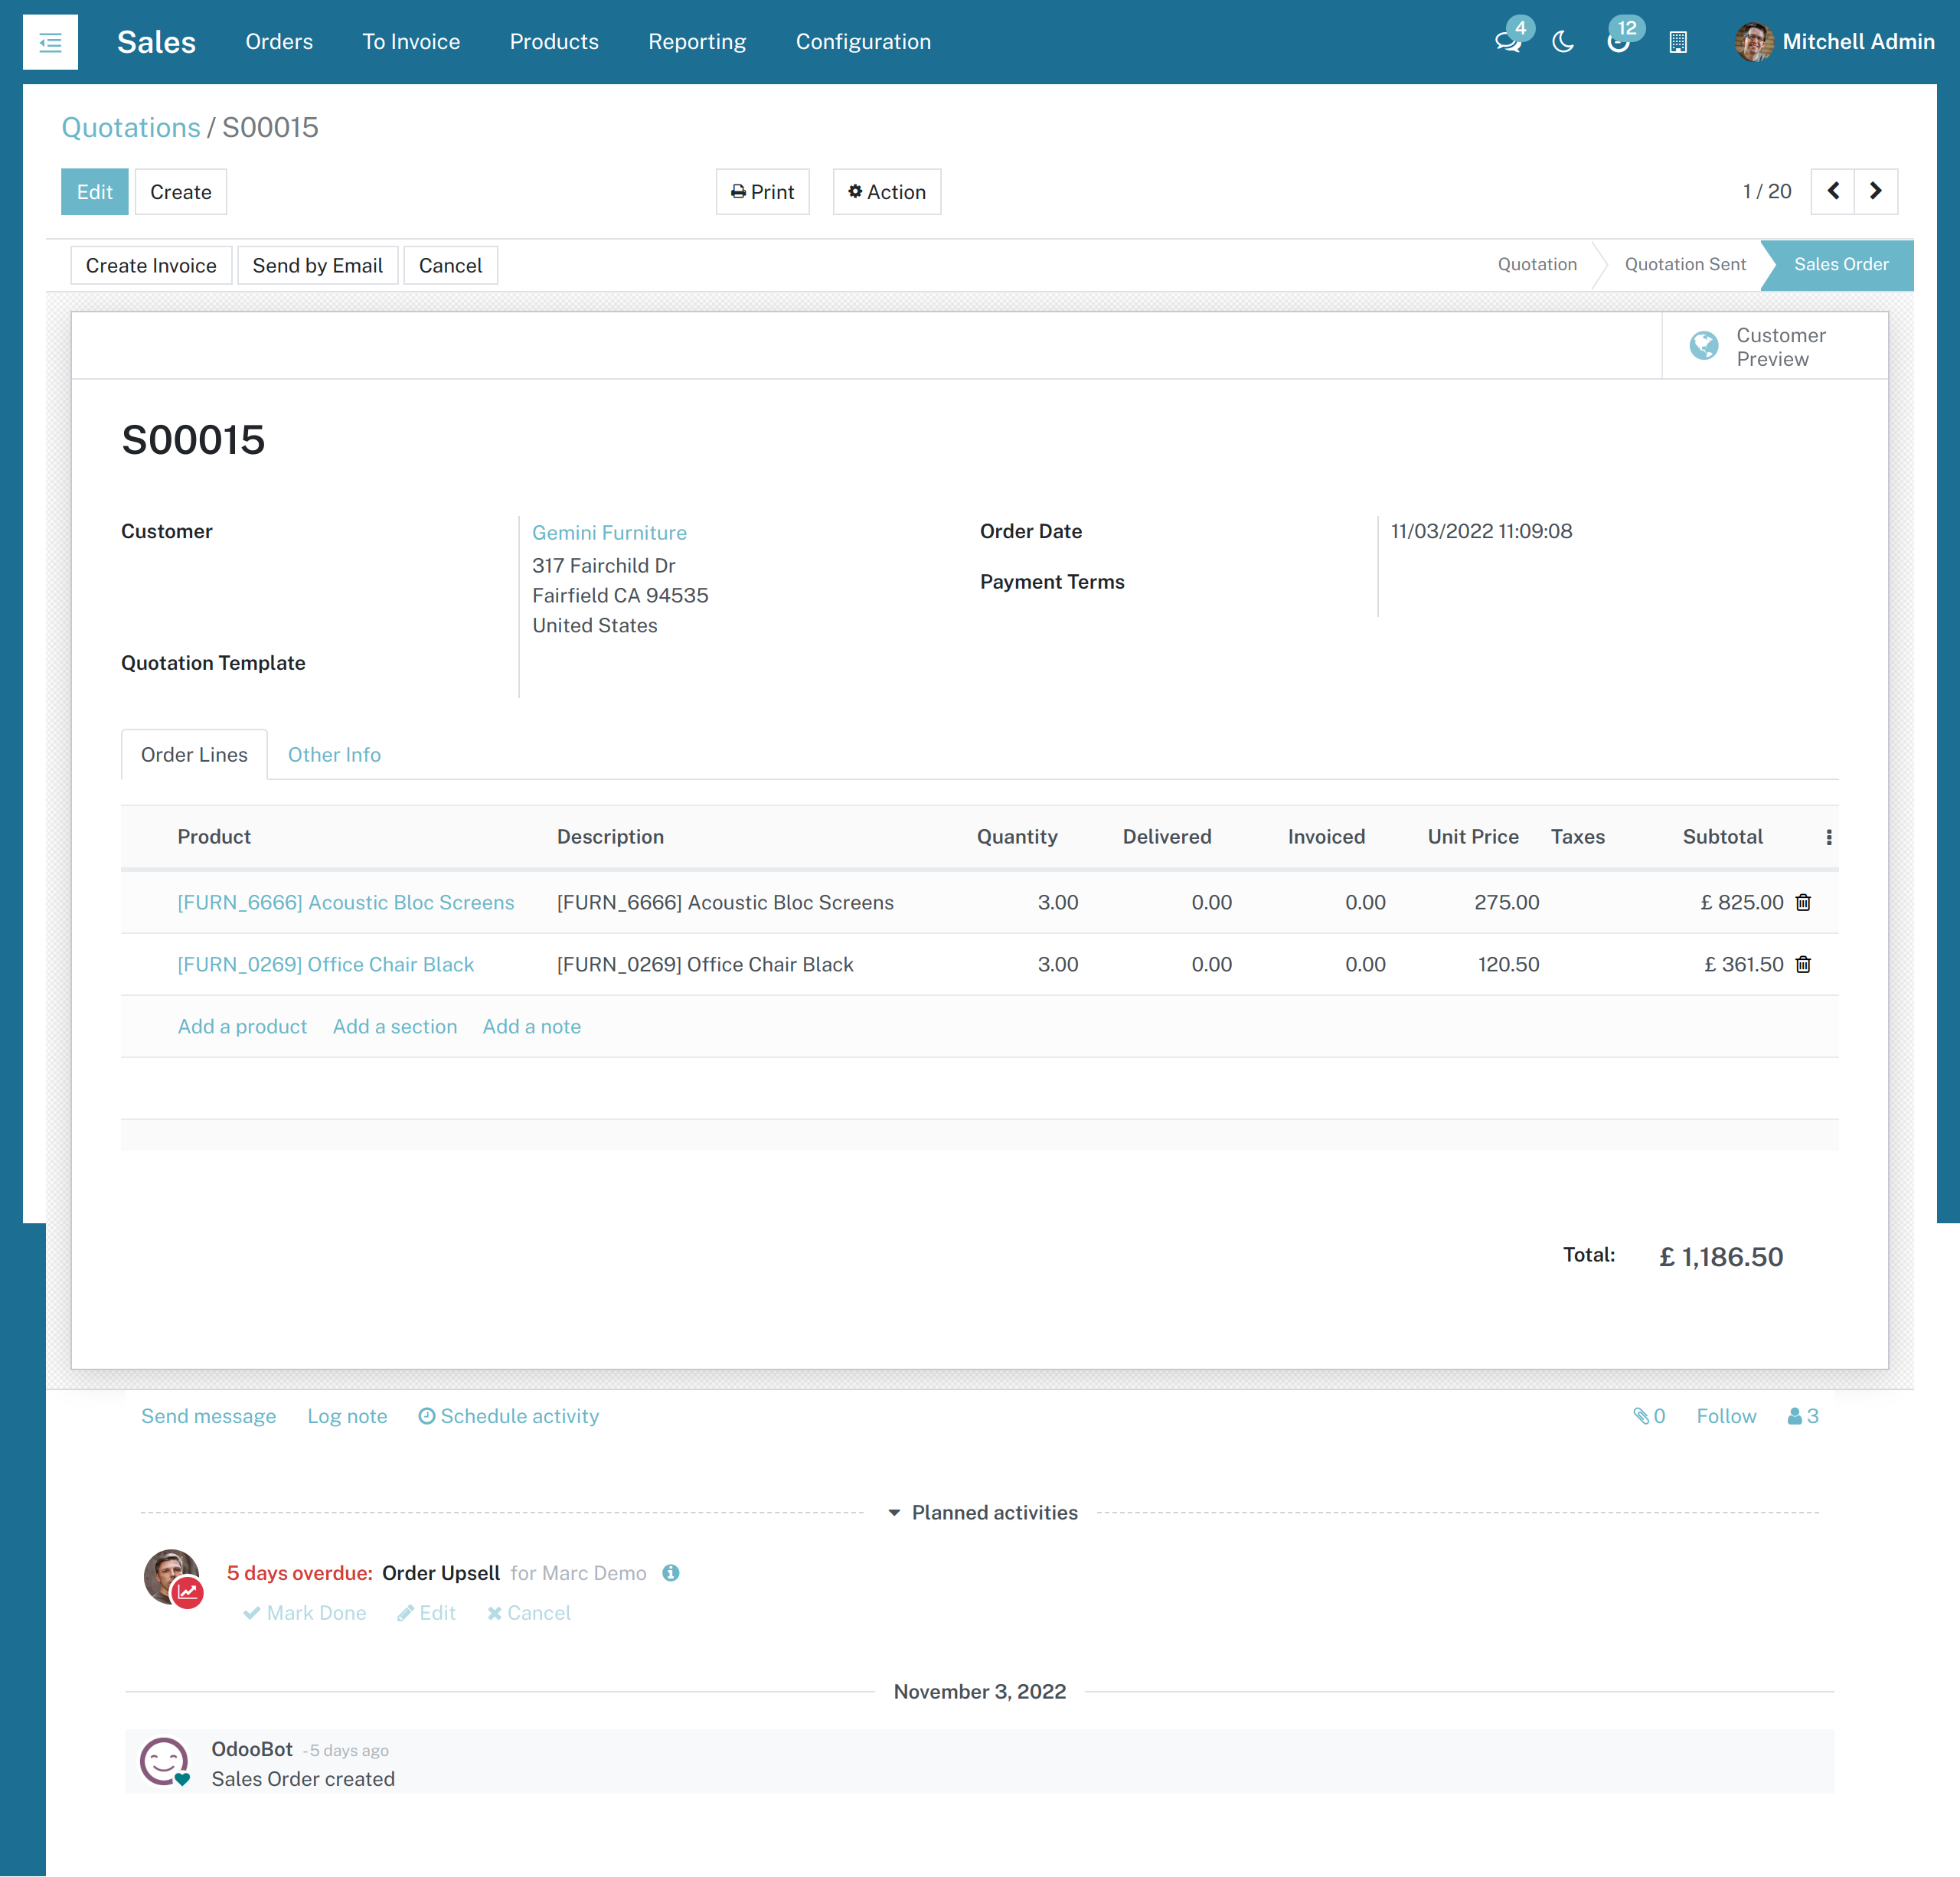 Sales Orders To Invoice Products Reporting Configuration 4 12 Mitchell Admin
Quotations / S00015
Edit Create Print Action 1 / 20
Create Invoice Send by Email Cancel Quotation Quotation Sent Sales Order
Customer
Preview
S00015
Customer Gemini Furniture Order Date 11/03/2022 11:09:08
317 Fairchild Dr
Payment Terms
Fairfield CA 94535
United States
Quotation Template
Order Lines Other Info
Product Description Quantity Delivered Invoiced Unit Price Taxes Subtotal
[FURN_6666] Acoustic Bloc Screens [FURN_6666] Acoustic Bloc Screens 3.00 0.00 0.00 275.00 £ 825.00
[FURN_0269] Office Chair Black [FURN_0269] Office Chair Black 3.00 0.00 0.00 120.50 £ 361.50
Add a product Add a section Add a note
Total: £ 1,186.50
Send message Log note Schedule activity 0 Follow 3
Planned activities
5 days overdue: Order Upsell for Marc Demo
Mark Done Edit Cancel
November 3, 2022
OdooBot - 5 days ago
Sales Order created